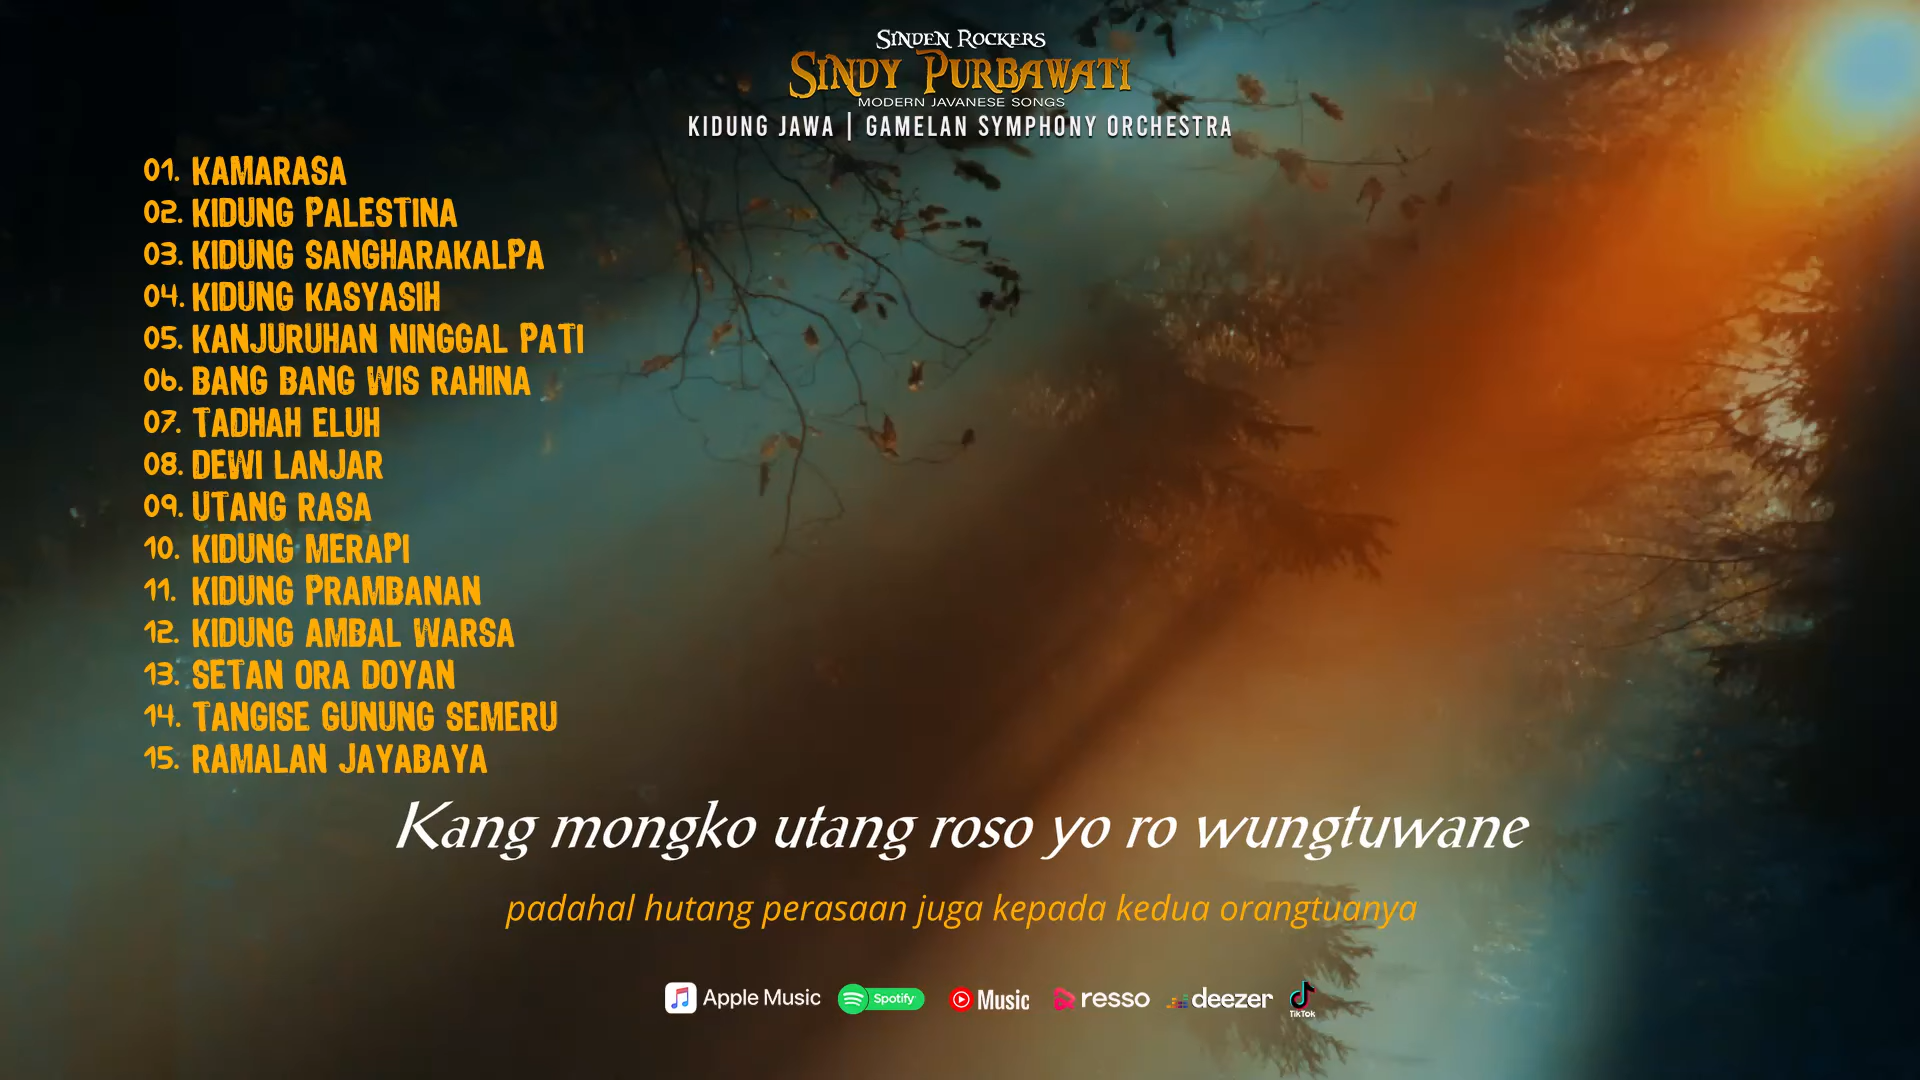 SINDEN ROCKERS
SINDY PURBAWATI
MODERN JAVANESE SONGS
KIDUNG JAWA | GAMELAN SYMPHONY ORCHESTRA
01. KAMARASA
02. KIDUNG PALESTINA
03. KIDUNG SANGHARAKALPA
04. KIDUNG KASYASIH
05. KANJURUHAN NINGGAL PATI
06. BANG BANG WIS RAHINA
07. TADHAH ELUH
08. DEWI LANJAR
09. UTANG RASA
10. KIDUNG MERAPI
11. KIDUNG PRAMBANAN
12. KIDUNG AMBAL WARSA
13. SETAN ORA DOYAN
14. TANGISE GUNUNG SEMERU
15. RAMALAN JAYABAYA
Kang mongko utang roso yo ro wungtuwane
padahal hutang perasaan juga kepada kedua orangtuanya
Apple Music Spotify Music resso deezer TikTok